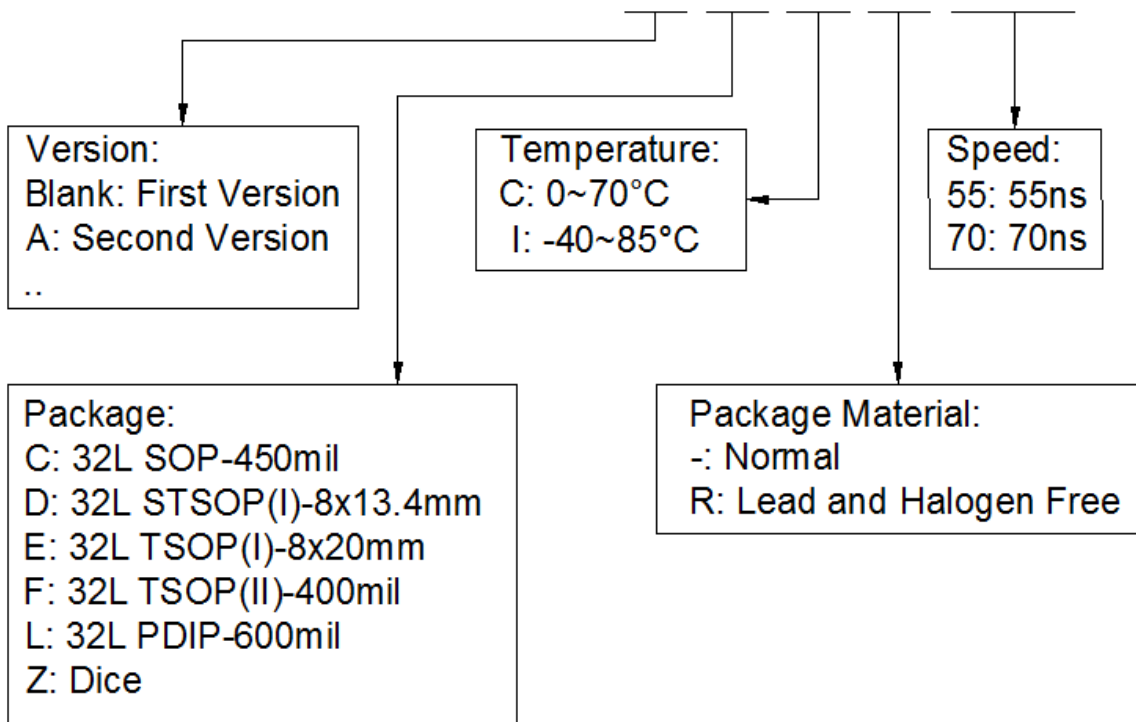 Version:
Blank: First Version
A: Second Version
..
Temperature:
C: 0~70°C
I: -40~85°C
Speed:
55: 55ns
70: 70ns
Package:
C: 32L SOP-450mil
D: 32L STSOP(I)-8x13.4mm
E: 32L TSOP(I)-8x20mm
F: 32L TSOP(II)-400mil
L: 32L PDIP-600mil
Z: Dice
Package Material:
-: Normal
R: Lead and Halogen Free